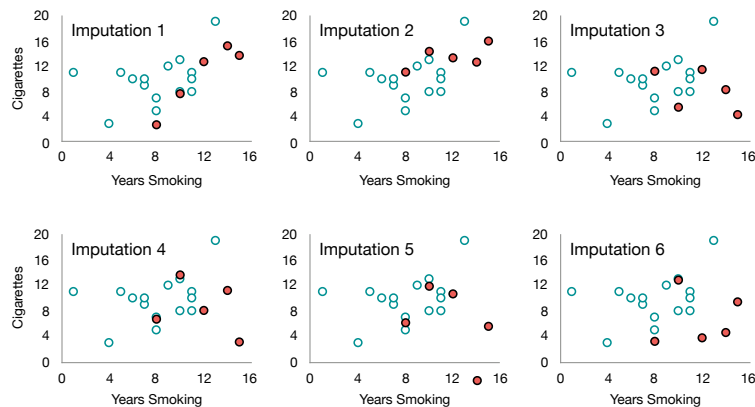 Imputation 1
Cigarettes
20
16
12
8
4
0
0 4 8 12 16
Years Smoking
Imputation 2
20
16
12
8
4
0
0 4 8 12 16
Years Smoking
Imputation 3
20
16
12
8
4
0
0 4 8 12 16
Years Smoking
Imputation 4
Cigarettes
20
16
12
8
4
0
0 4 8 12 16
Years Smoking
Imputation 5
20
16
12
8
4
0
0 4 8 12 16
Years Smoking
Imputation 6
20
16
12
8
4
0
0 4 8 12 16
Years Smoking